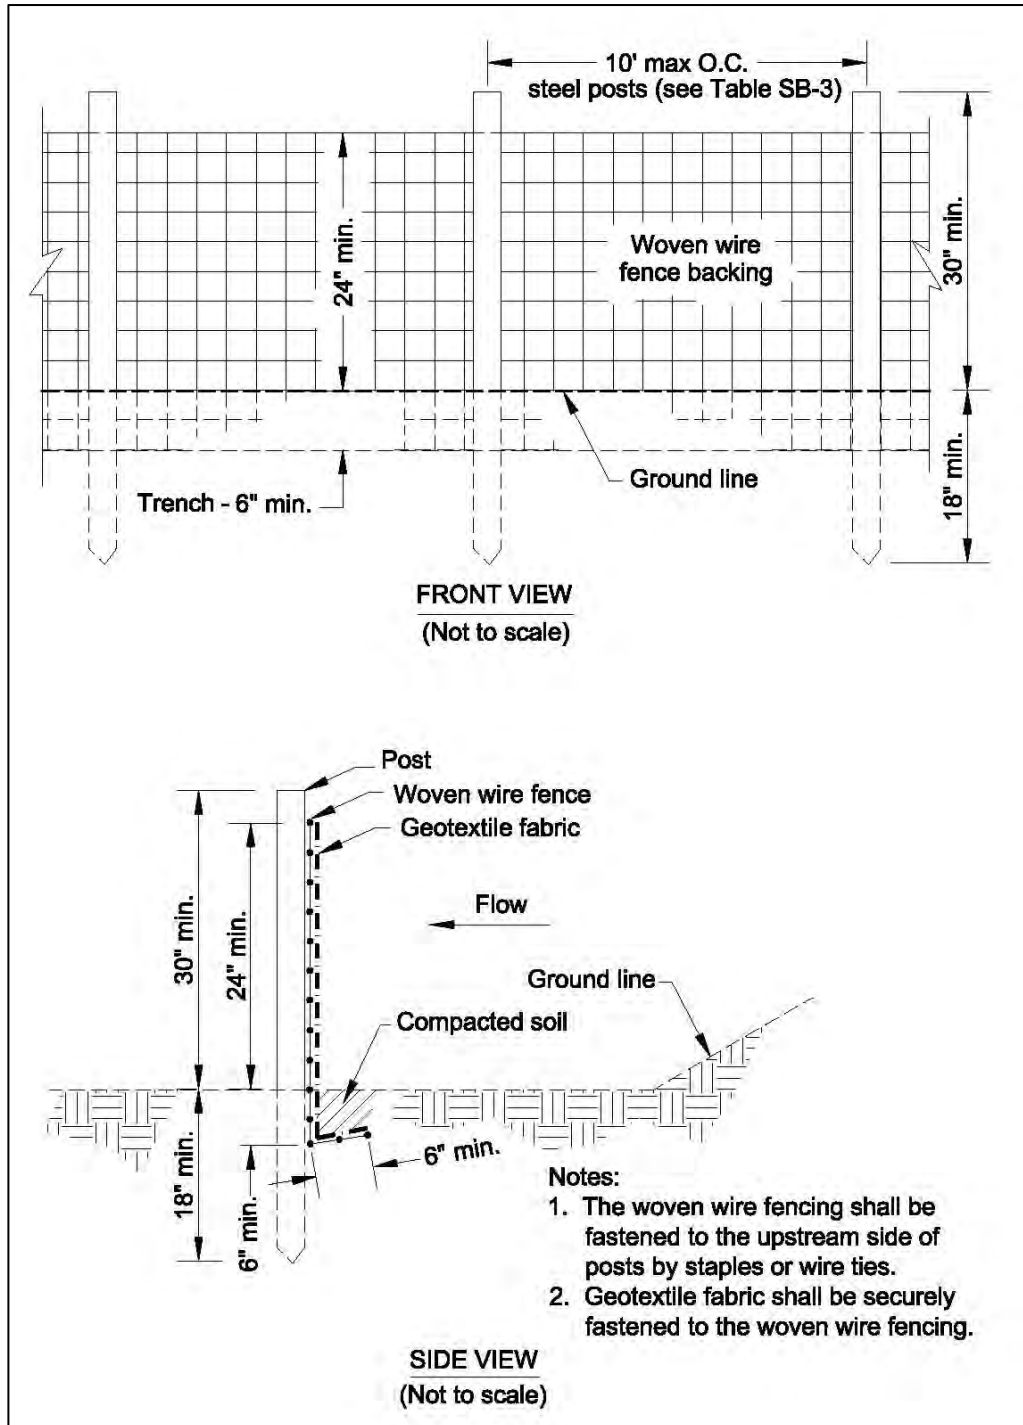 10' max O.C.
steel posts (see Table SB-3)
24" min.
Woven wire
fence backing
30" min.
18" min.
Trench - 6" min.
Ground line
FRONT VIEW
(Not to scale)
Post
Woven wire fence
Geotextile fabric
30" min.
24" min.
Flow
Ground line
Compacted soil
18" min.
6" min.
6" min.
Notes:
1. The woven wire fencing shall be
fastened to the upstream side of
posts by staples or wire ties.
2. Geotextile fabric shall be securely
fastened to the woven wire fencing.
SIDE VIEW
(Not to scale)